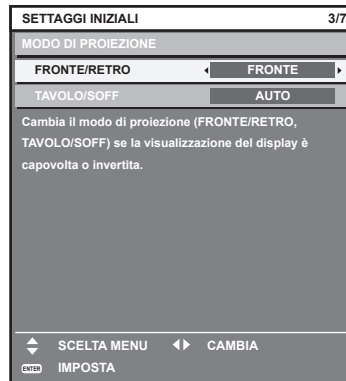 SETTAGGI INIZIALI 3/7
MODO DI PROIEZIONE
FRONTE/RETRO FRONTE
TAVOLO/SOFF AUTO
Cambia il modo di proiezione (FRONTE/RETRO,
TAVOLO/SOFF) se la visualizzazione del display è
capovolta o invertita.
SCELTA MENU CAMBIA
ENTER IMPOSTA